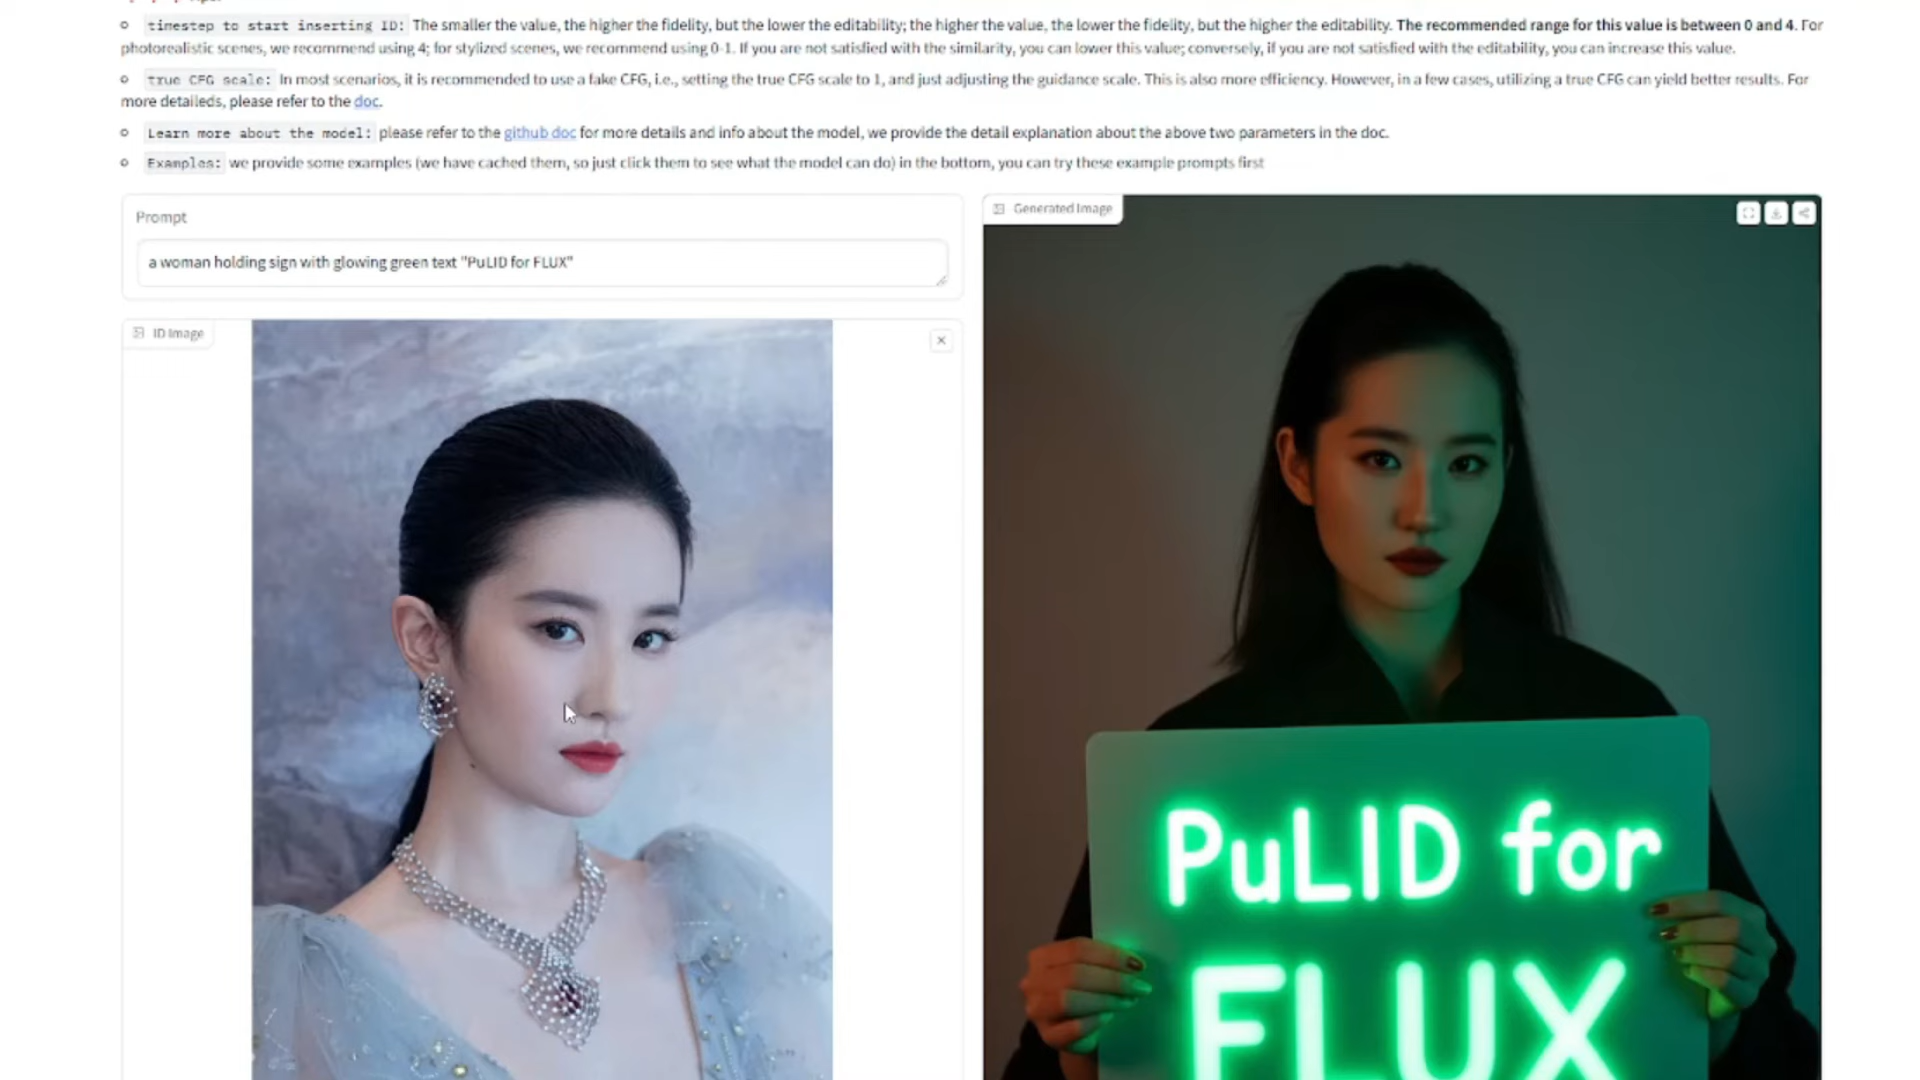 timestep to start inserting ID: The smaller the value, the higher the fidelity, but the lower the editability; the higher the value, the lower the fidelity, but the higher the editability. The recommended range for this value is between 0 and 4. For
photorealistic scenes, we recommend using 4; for stylized scenes, we recommend using 0-1. If you are not satisfied with the similarity, you can lower this value; conversely, if you are not satisfied with the editability, you can increase this value.
true CFG scale: In most scenarios, it is recommended to use a fake CFG, i.e., setting the true CFG scale to 1, and just adjusting the guidance scale. This is also more efficiency. However, in a few cases, utilizing a true CFG can yield better results. For
more detaileds, please refer to the doc.
Learn more about the model: please refer to the github doc for more details and info about the model, we provide the detail explanation about the above two parameters in the doc.
Examples: we provide some examples (we have cached them, so just click them to see what the model can do) in the bottom, you can try these example prompts first
Prompt
a woman holding sign with glowing green text "PuLID for FLUX"
ID Image
Generated Image
PuLID for
FLUX